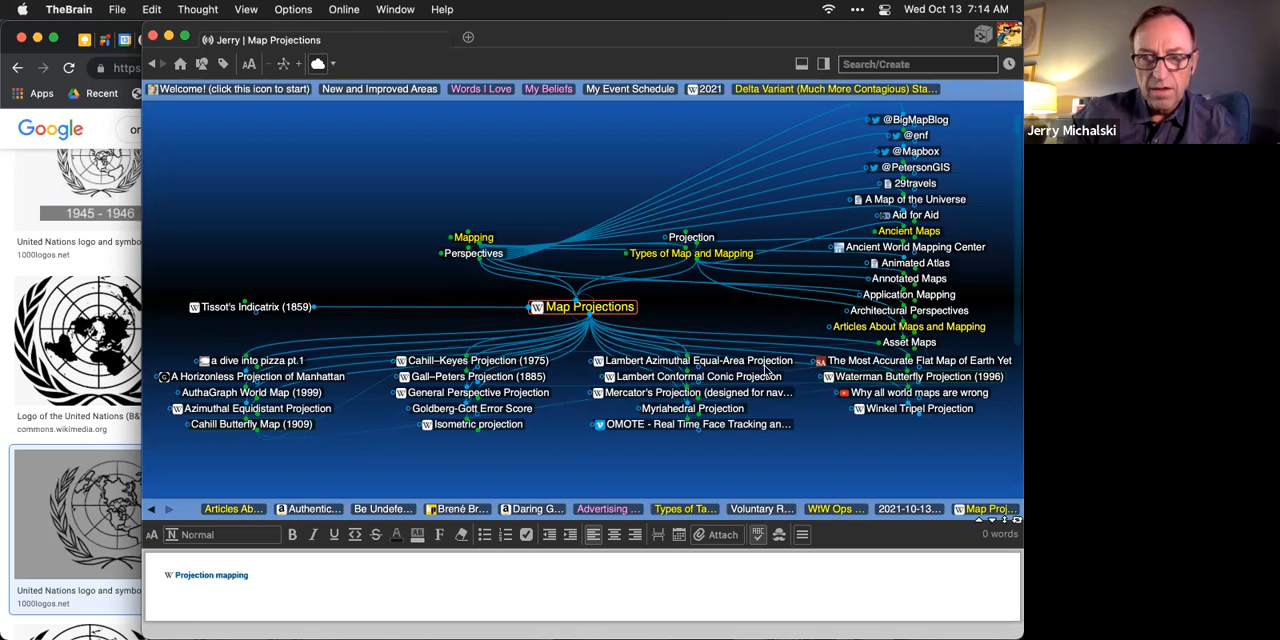 TheBrain File Edit Thought View Options Online Window Help Wed Oct 13 7:14 AM
Jerry | Map Projections
https
AA Search/Create
Apps Recent
Welcome! (click this icon to start) New and Improved Areas Words I Love My Beliefs My Event Schedule 2021 Delta Variant (Much More Contagious) Sta...
Google or
1945 - 1946
United Nations logo and symbo
1000logos.net
Logo of the United Nations (B&
commons.wikimedia.org
United Nations logo and symbo
1000logos.net
@BigMapBlog
@enf
@Mapbox
@PetersonGIS
29travels
A Map of the Universe
Aid for Aid
Ancient Maps
Ancient World Mapping Center
Animated Atlas
Annotated Maps
Application Mapping
Architectural Perspectives
Articles About Maps and Mapping
Asset Maps
Mapping
Perspectives
Projection
Types of Map and Mapping
Tissot's Indicatrix (1859)
Map Projections
a dive into pizza pt.1
A Horizonless Projection of Manhattan
AuthaGraph World Map (1999)
Azimuthal Equidistant Projection
Cahill Butterfly Map (1909)
Cahill–Keyes Projection (1975)
Gall–Peters Projection (1885)
General Perspective Projection
Goldberg-Gott Error Score
Isometric projection
Lambert Azimuthal Equal-Area Projection
Lambert Conformal Conic Projection
Mercator's Projection (designed for nav...
Myriahedral Projection
OMOTE - Real Time Face Tracking an...
The Most Accurate Flat Map of Earth Yet
Waterman Butterfly Projection (1996)
Why all world maps are wrong
Winkel Tripel Projection
Articles Ab... Authentic... Be Undefe... Brené Br... Daring G... Advertising ... Types of Ta... Voluntary R... WtW Ops ... 2021-10-13... Map Proj...
AA N Normal B I U S A F Attach ABC 0 words
W Projection mapping
Jerry Michalski